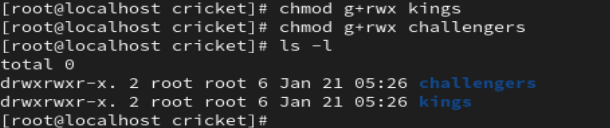 [root@localhost cricket]# chmod g+rwx kings
[root@localhost cricket]# chmod g+rwx challengers
[root@localhost cricket]# ls -l
total 0
drwxrwxr-x. 2 root root 6 Jan 21 05:26 challengers
drwxrwxr-x. 2 root root 6 Jan 21 05:26 kings
[root@localhost cricket]#